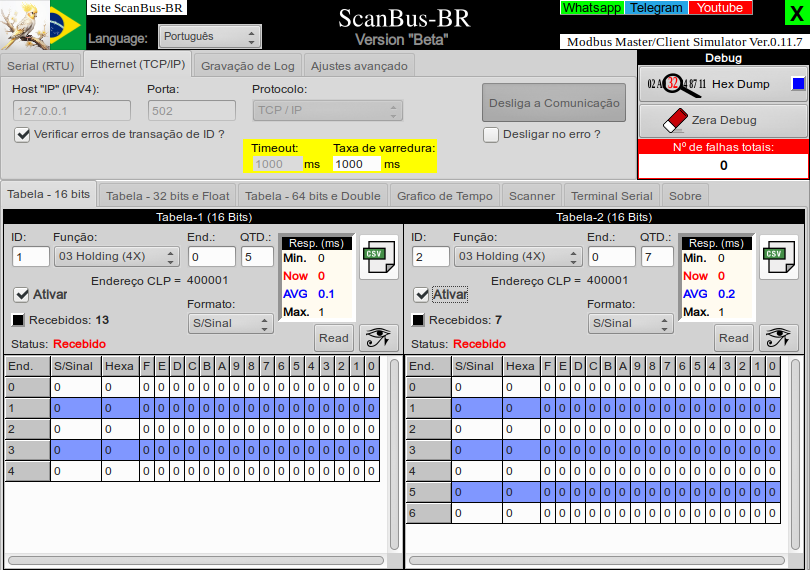 Site ScanBus-BR
ScanBus-BR
Whatsapp Telegram Youtube
X
Language: Português
Version "Beta"
Modbus Master/Client Simulator Ver.0.11.7
Serial (RTU) Ethernet (TCP/IP) Gravação de Log Ajustes avançado
Debug
Host "IP" (IPV4): Porta: Protocolo:
127.0.0.1 502 TCP / IP
Desliga a Comunicação
Hex Dump
Verificar erros de transação de ID ?
Desligar no erro ?
Zera Debug
Timeout: Taxa de varredura:
1000 ms 1000 ms
Nº de falhas totais:
0
Tabela - 16 bits Tabela - 32 bits e Float Tabela - 64 bits e Double Grafico de Tempo Scanner Terminal Serial Sobre
Tabela-1 (16 Bits)
ID: Função: End.: QTD.:
1 03 Holding (4X) 0 5
Endereço CLP = 400001
Ativar
Formato:
Recebidos: 13
S/Sinal
Status: Recebido
Resp. (ms)
Min. 0
Now 0
AVG 0.1
Max. 1
CSV
Read
End. S/Sinal Hexa F E D C B A 9 8 7 6 5 4 3 2 1 0
0 0 0 0 0 0 0 0 0 0 0 0 0 0 0 0 0 0 0
1 0 0 0 0 0 0 0 0 0 0 0 0 0 0 0 0 0 0
2 0 0 0 0 0 0 0 0 0 0 0 0 0 0 0 0 0 0
3 0 0 0 0 0 0 0 0 0 0 0 0 0 0 0 0 0 0
4 0 0 0 0 0 0 0 0 0 0 0 0 0 0 0 0 0 0
Tabela-2 (16 Bits)
ID: Função: End.: QTD.:
2 03 Holding (4X) 0 7
Endereço CLP = 400001
Ativar
Formato:
Recebidos: 7
S/Sinal
Status: Recebido
Resp. (ms)
Min. 0
Now 0
AVG 0.2
Max. 1
CSV
Read
End. S/Sinal Hexa F E D C B A 9 8 7 6 5 4 3 2 1 0
0 0 0 0 0 0 0 0 0 0 0 0 0 0 0 0 0 0 0
1 0 0 0 0 0 0 0 0 0 0 0 0 0 0 0 0 0 0
2 0 0 0 0 0 0 0 0 0 0 0 0 0 0 0 0 0 0
3 0 0 0 0 0 0 0 0 0 0 0 0 0 0 0 0 0 0
4 0 0 0 0 0 0 0 0 0 0 0 0 0 0 0 0 0 0
5 0 0 0 0 0 0 0 0 0 0 0 0 0 0 0 0 0 0
6 0 0 0 0 0 0 0 0 0 0 0 0 0 0 0 0 0 0